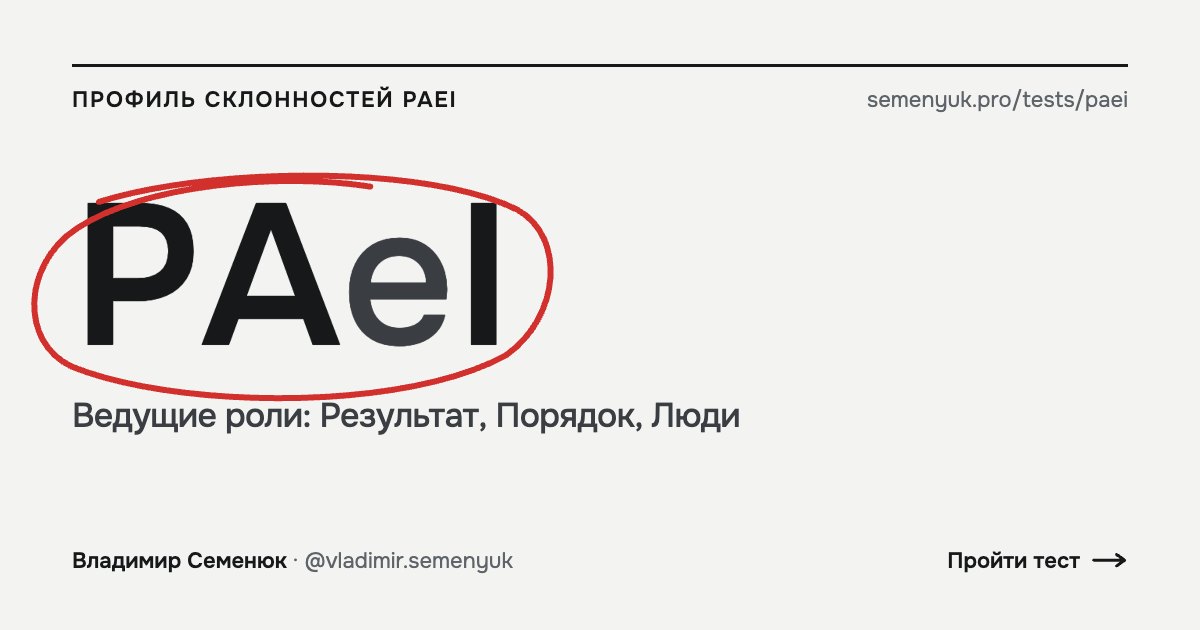 ПРОФИЛЬ СКЛОННОСТЕЙ PAEI
semenyuk.pro/tests/paei
PAeI
Ведущие роли: Результат, Порядок, Люди
Владимир Семенюк · @vladimir.semenyuk
Пройти тест →